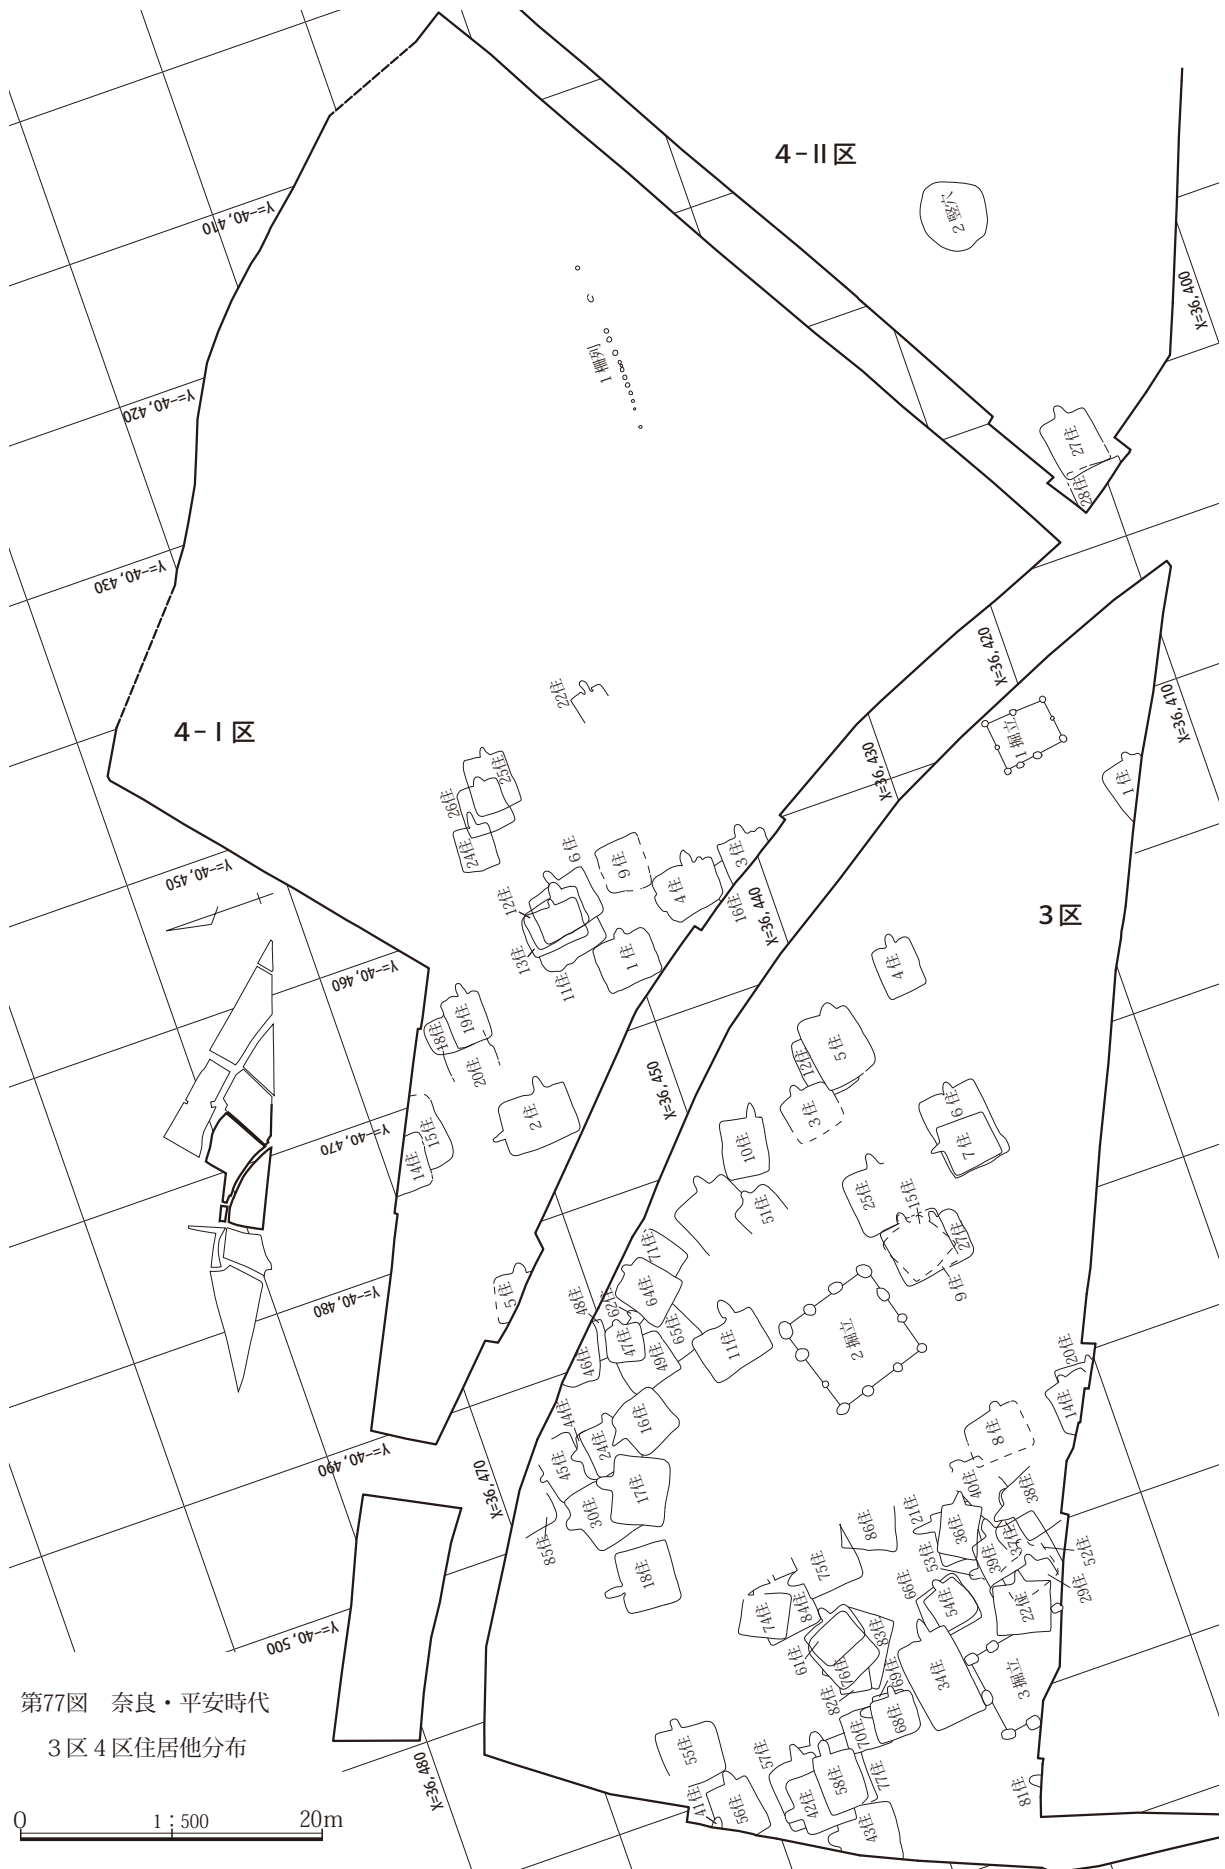 4-II区
2竪穴
X=36,400
Y=-40,410
1柵列
Y=-40,420
27住
28住
Y=-40,430
X=36,420
X=36,410
22住
4-I区
1掘立
X=36,430
1住
25住
26住
24住
6住
9住
3住
4住
16住
X=36,440
Y=-40,450
12住
13住
11住
1住
3区
Y=-40,460
4住
19住
18住
20住
5住
12住
X=36,450
3住
2住
6住
7住
15住
14住
Y=-40,470
10住
51住
25住
15住
27住
9住
71住
64住
62住
48住
5住
Y=-40,480
65住
47住
49住
46住
11住
2掘立
20住
14住
44住
16住
24住
45住
8住
Y=-40,490
X=36,470
17住
30住
85住
40住
38住
21住
36住
86住
37住
53住
39住
52住
29住
18住
75住
66住
54住
22住
74住
84住
Y=-40,500
61住
83住
76住
69住
34住
3掘立
82住
68住
70住
第77図 奈良・平安時代
3区4区住居他分布
55住
57住
58住
77住
X=36,480
41住
56住
42住
43住
81住
0 1：500 20m